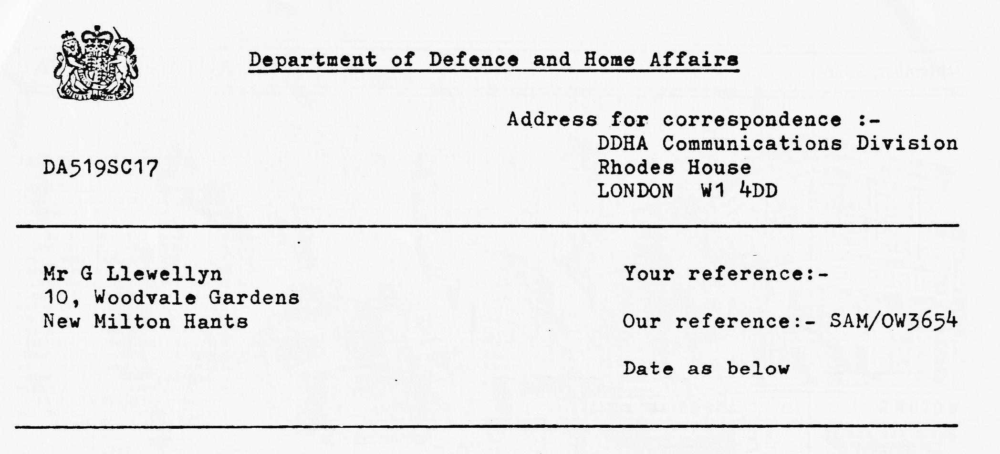 Department of Defence and Home Affairs
Address for correspondence :-
DDHA Communications Division
DA519SC17
Rhodes House
LONDON W1 4DD
Mr G Llewellyn
10, Woodvale Gardens
New Milton Hants
Your reference:-
Our reference:- SAM/OW3654
Date as below